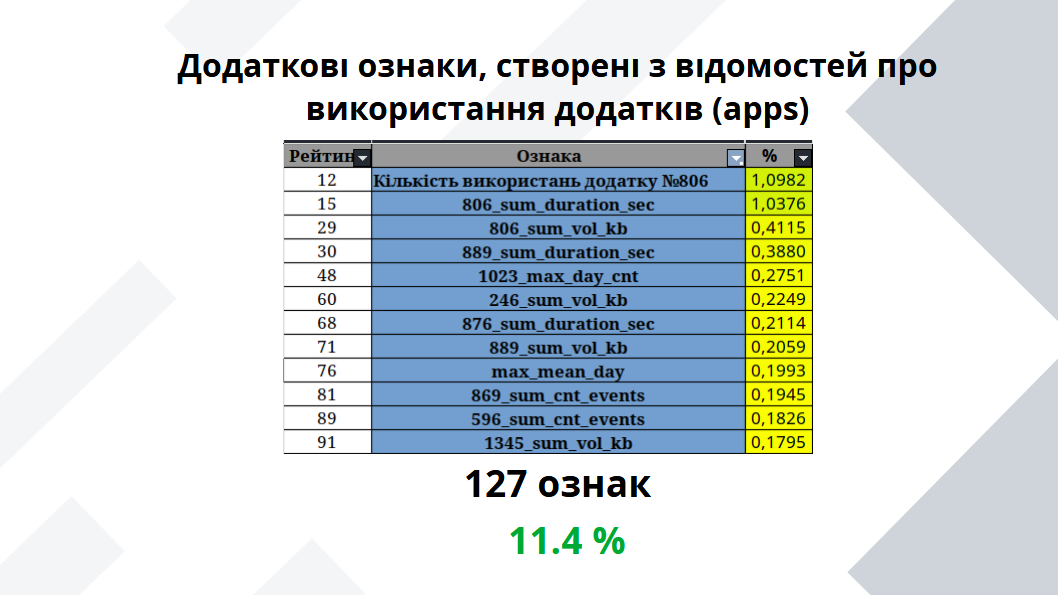 Додаткові ознаки, створені з відомостей про
використання додатків (apps)
Рейтин Ознака %
12 Кількість використань додатку №806 1,0982
15 806_sum_duration_sec 1,0376
29 806_sum_vol_kb 0,4115
30 889_sum_duration_sec 0,3880
48 1023_max_day_cnt 0,2751
60 246_sum_vol_kb 0,2249
68 876_sum_duration_sec 0,2114
71 889_sum_vol_kb 0,2059
76 max_mean_day 0,1993
81 869_sum_cnt_events 0,1945
89 596_sum_cnt_events 0,1826
91 1345_sum_vol_kb 0,1795
127 ознак
11.4 %